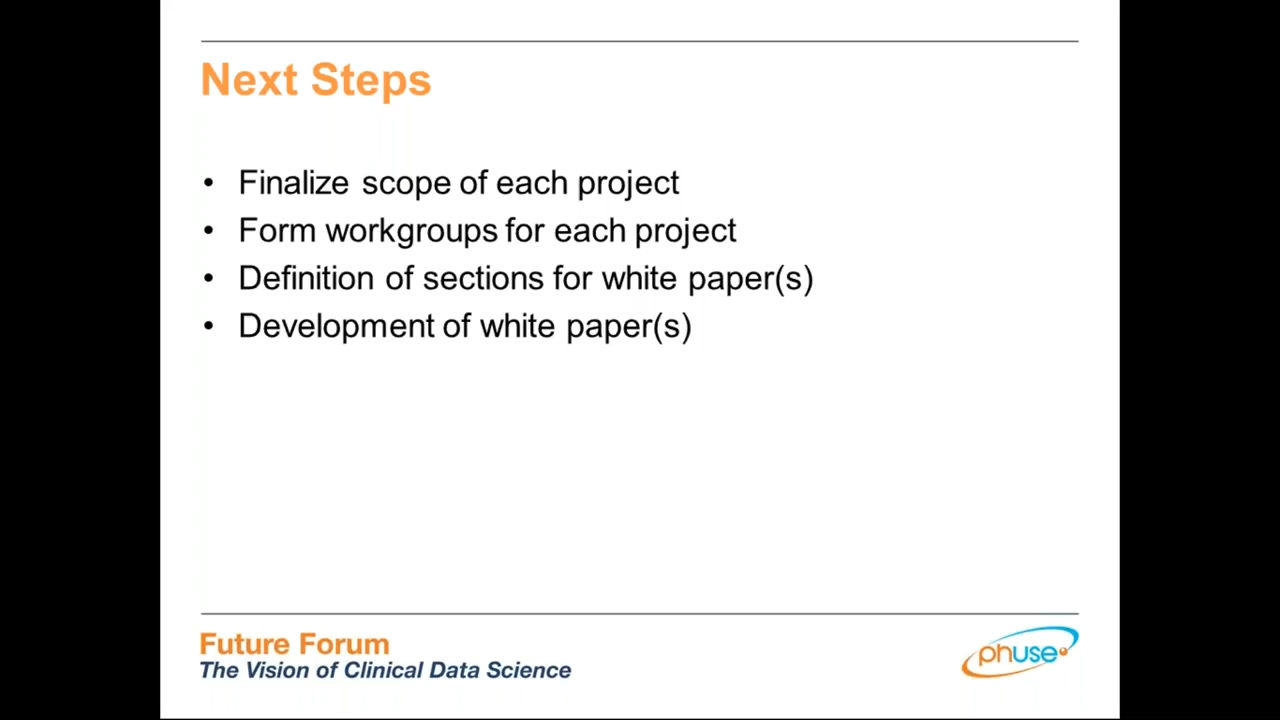 Next Steps
• Finalize scope of each project
• Form workgroups for each project
• Definition of sections for white paper(s)
• Development of white paper(s)
Future Forum
The Vision of Clinical Data Science
phuse